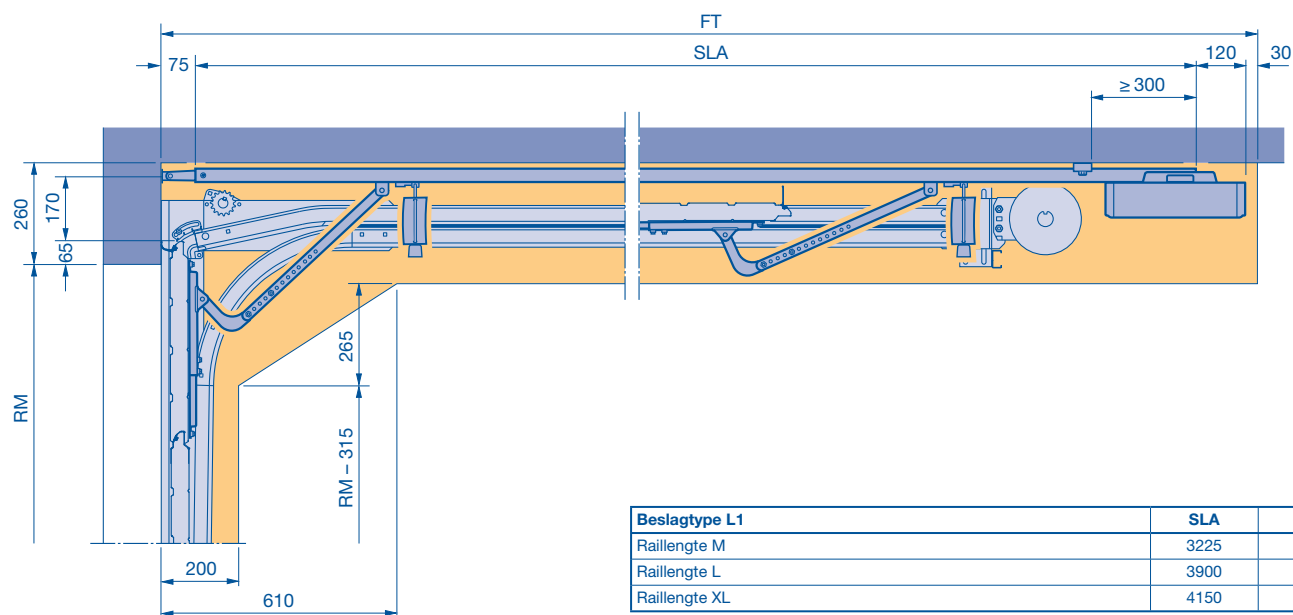 FT
75
SLA
120
30
≥ 300
260
170
65
RM
265
RM – 315
200
610
Beslagtype L1 SLA
Raillengte M 3225
Raillengte L 3900
Raillengte XL 4150